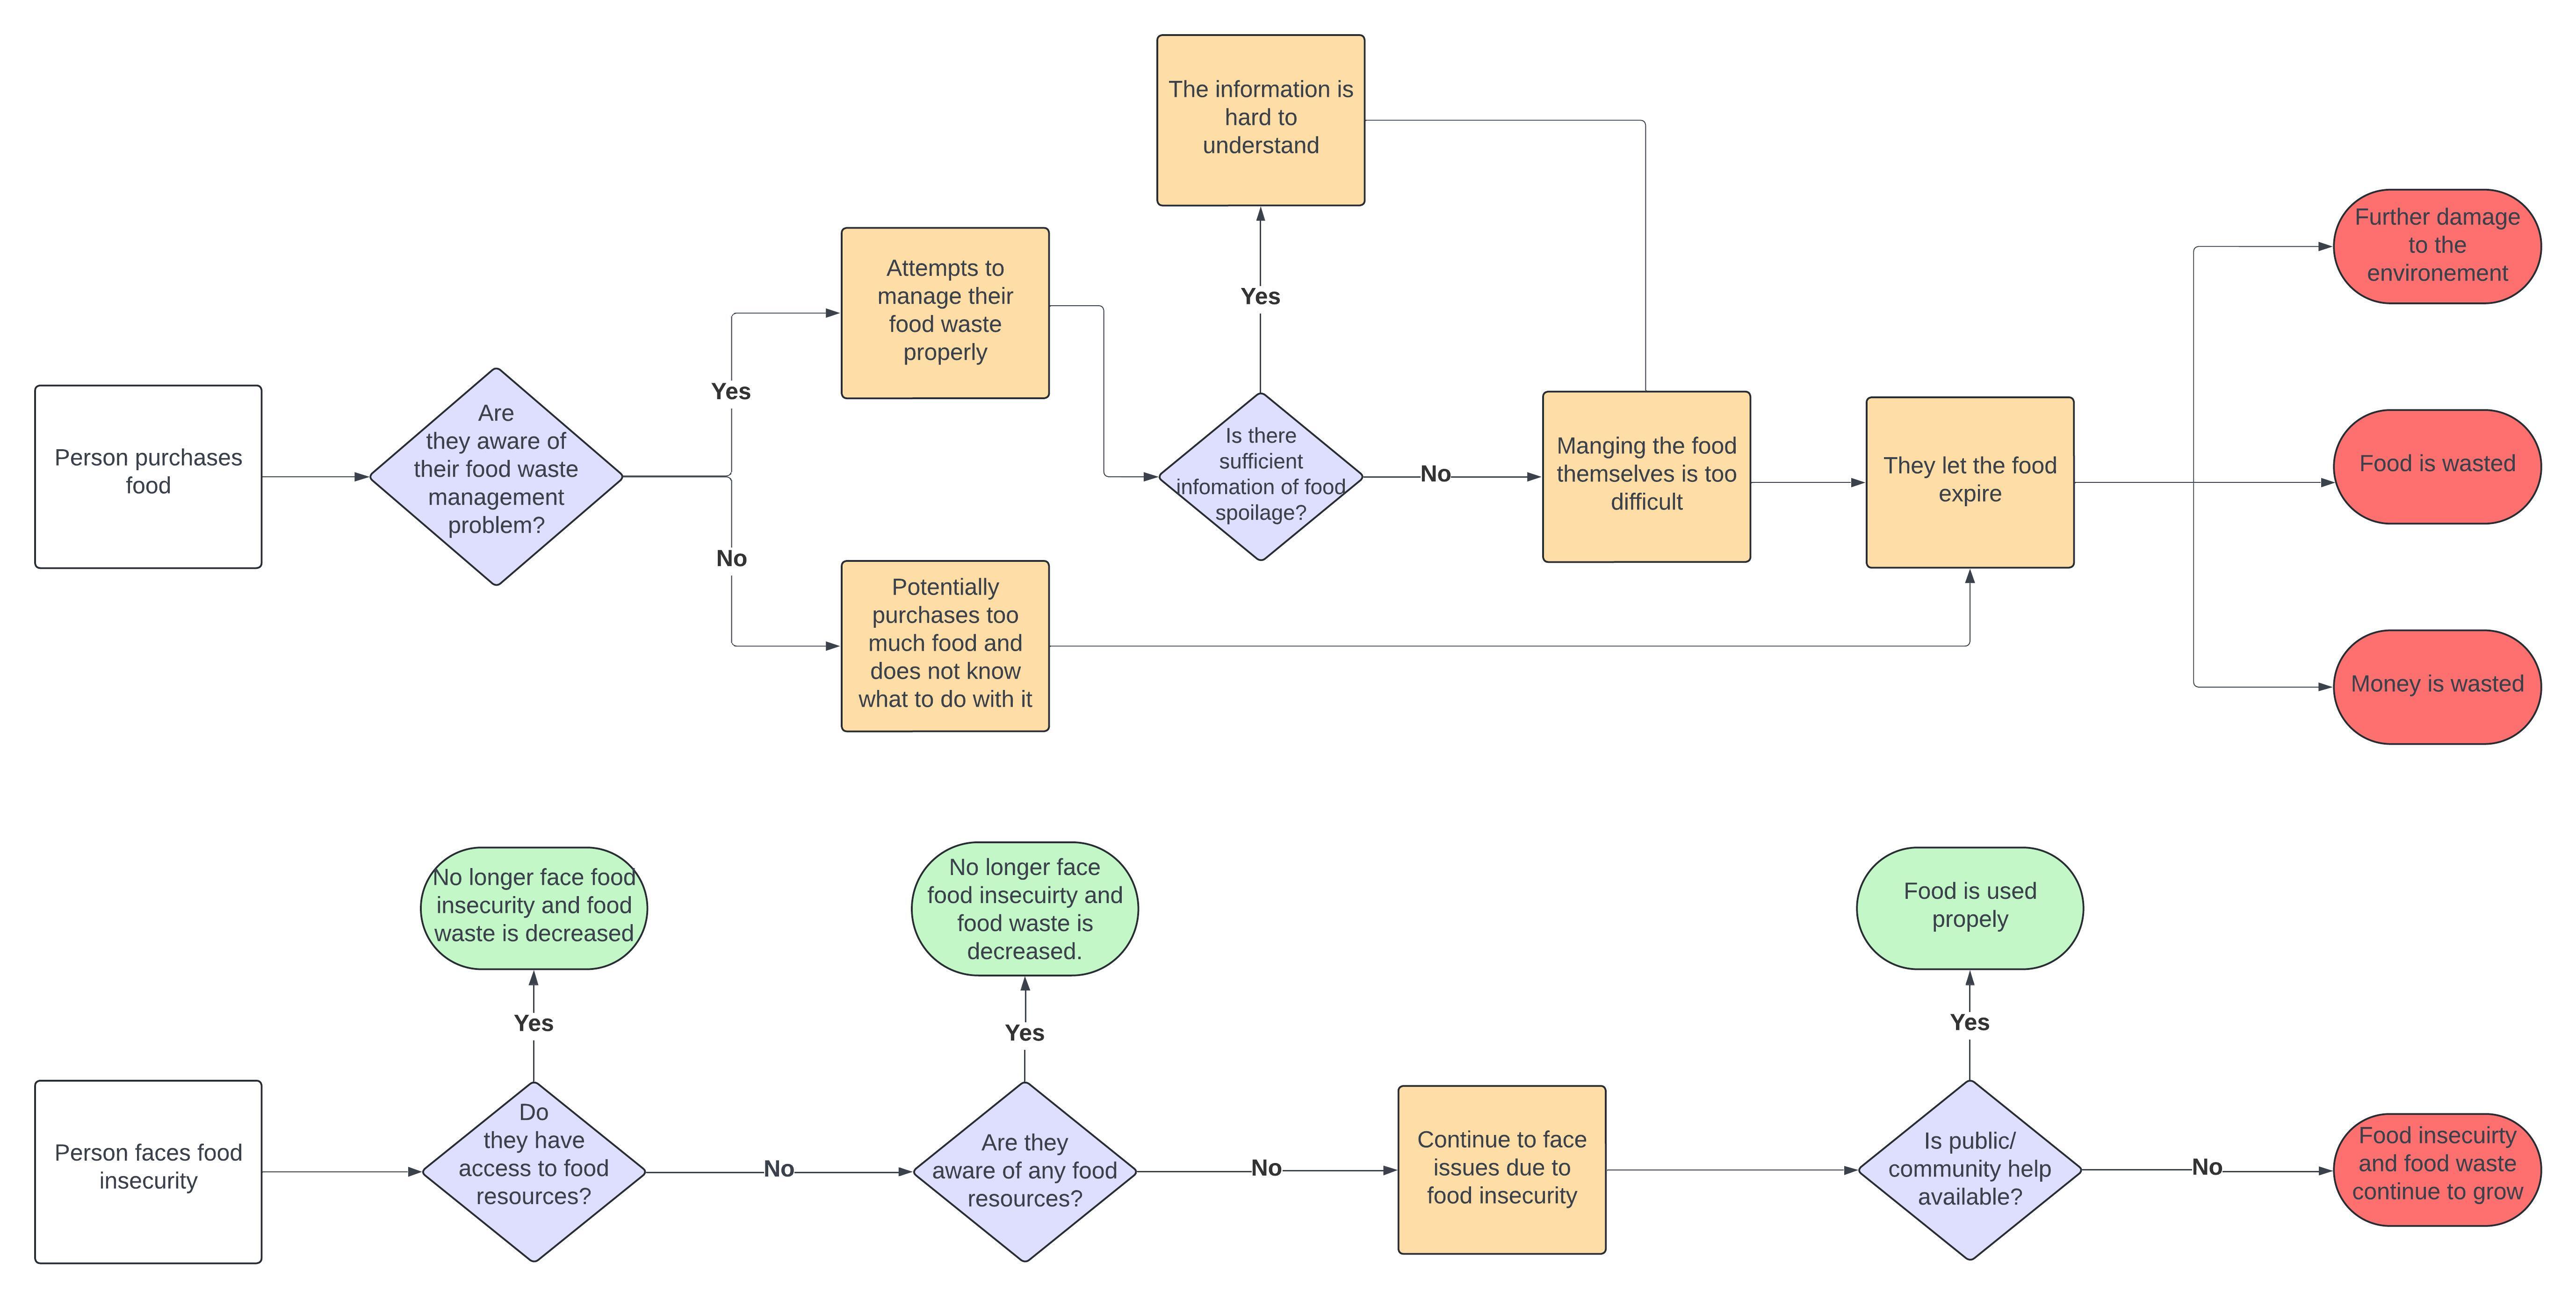 The information is
hard to
understand
Further damage
to the
environement
Attempts to
manage their
food waste
properly
Yes
Yes
Are
they aware of
their food waste
management
problem?
Person purchases
food
Is there
sufficient
infomation of food
spoilage?
No
Manging the food
themselves is too
difficult
They let the food
expire
Food is wasted
No
Potentially
purchases too
much food and
does not know
what to do with it
Money is wasted
No longer face food
insecurity and food
waste is decreased
No longer face
food insecuirty and
food waste is
decreased.
Food is used
propely
Yes
Yes
Yes
Person faces food
insecurity
Do
they have
access to food
resources?
No
Are they
aware of any food
resources?
No
Continue to face
issues due to
food insecurity
Is public/
community help
available?
No
Food insecuirty
and food waste
continue to grow